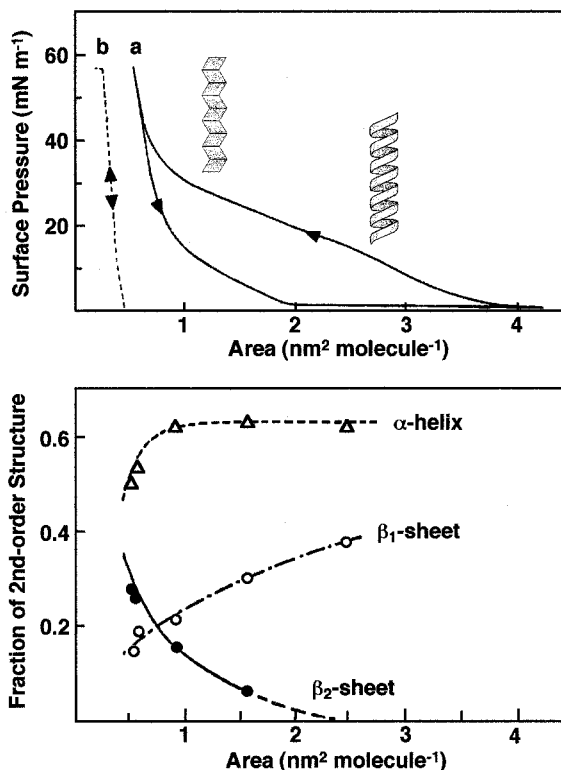 60
b a
40
20
Surface Pressure (mN m⁻¹)
1 2 3 4
Area (nm² molecule⁻¹)
0.6
0.4
0.2
Fraction of 2nd-order Structure
α-helix
β₁-sheet
β₂-sheet
1 2 3 4
Area (nm² molecule⁻¹)